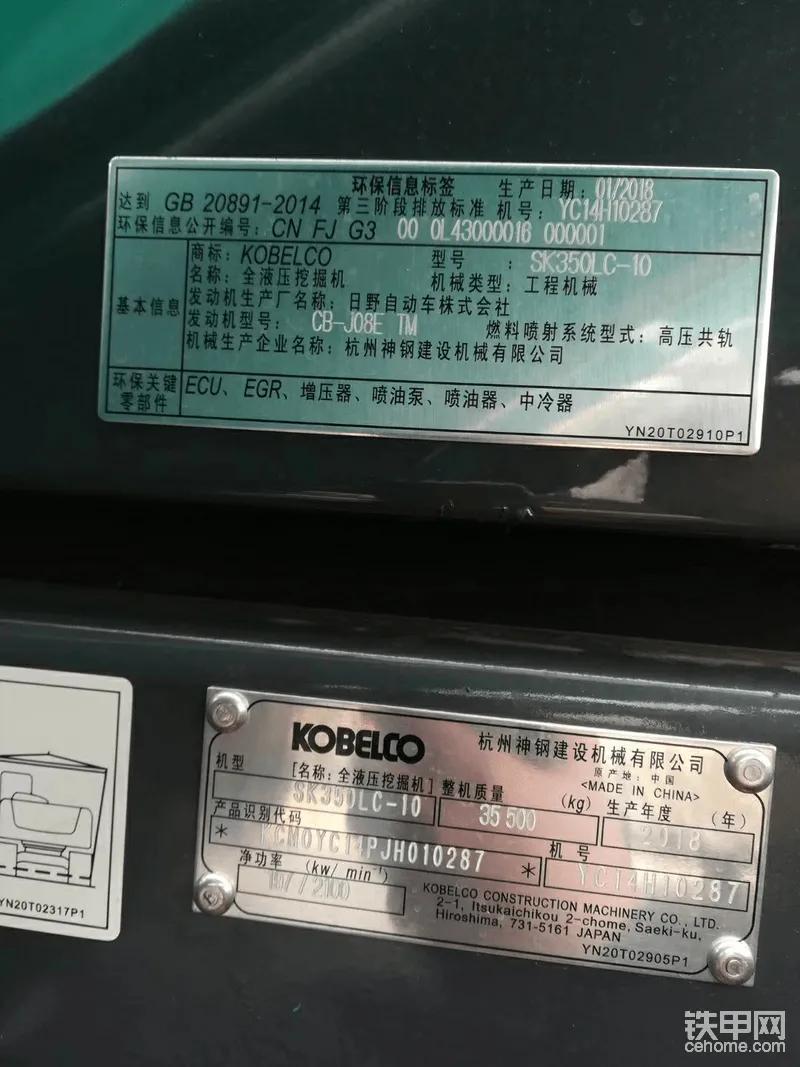 环保信息标签 生产日期: 01/2018
达到 GB 20891-2014 第三阶段排放标准 机号: YC14H10287
环保信息公开编号: CN FJ G3 00 0L43000016 000001
基本信息
商标: KOBELCO 型号 : SK350LC-10
名称: 全液压挖掘机 机械类型: 工程机械
发动机生产厂名称: 日野自动车株式会社
发动机型号: CB-J08E TM 燃料喷射系统型式: 高压共轨
机械生产企业名称: 杭州神钢建设机械有限公司
环保关键
零部件
ECU、EGR、增压器、喷油泵、喷油器、中冷器
YN20T02910P1
YN20T02317P1
KOBELCO 杭州神钢建设机械有限公司
原产地: 中国
<MADE IN CHINA>
机型 [名称: 全液压挖掘机] 整机质量 (kg) 生产年度 (年)
SK350LC-10 35500 2018
产品识别代码 机号
* KCM0YC14PJH010287 * YC14H10287
净功率 (kw/min⁻¹)
/2100
KOBELCO CONSTRUCTION MACHINERY CO., LTD.
2-1, Itsukaichikou 2-chome, Saeki-ku,
Hiroshima, 731-5161 JAPAN
YN20T02905P1
铁甲网
cehome.com